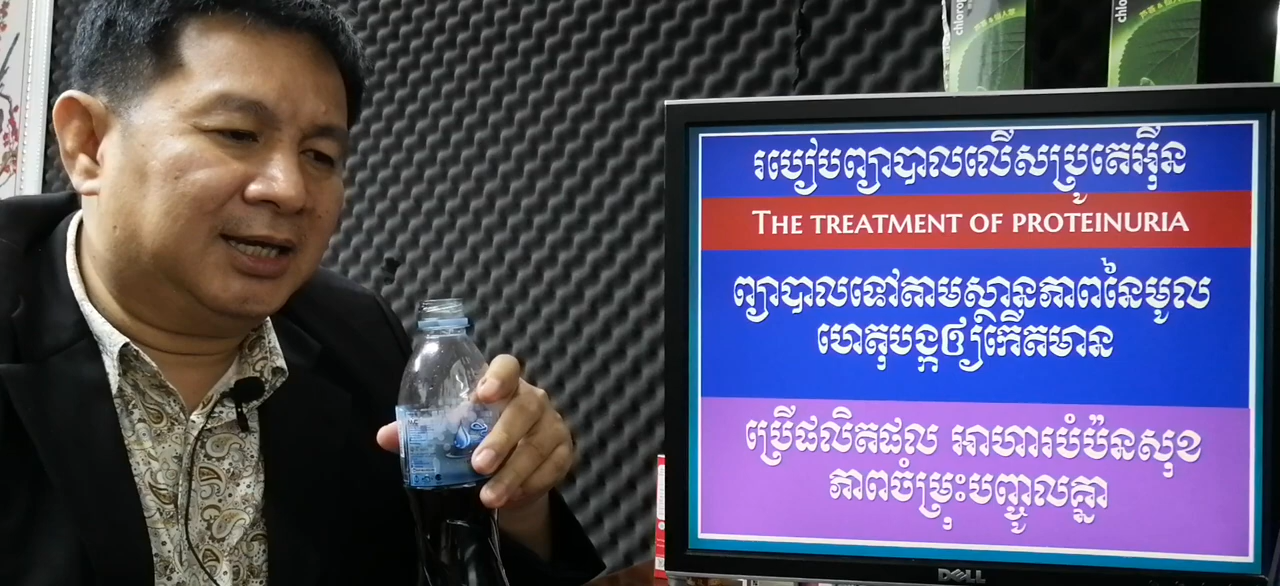 chlorop
chlorop
របៀបព្យាបាលលើសប្រូតេអ៊ីន
THE TREATMENT OF PROTEINURIA
ព្យាបាលទៅតាមស្ថានភាពនៃមូល
ហេតុបង្កឲ្យកើតមាន
ប្រើផលិតផល អាហារបំប៉នសុខ
ភាពចំម្រុះបញ្ចូលគ្នា
DELL